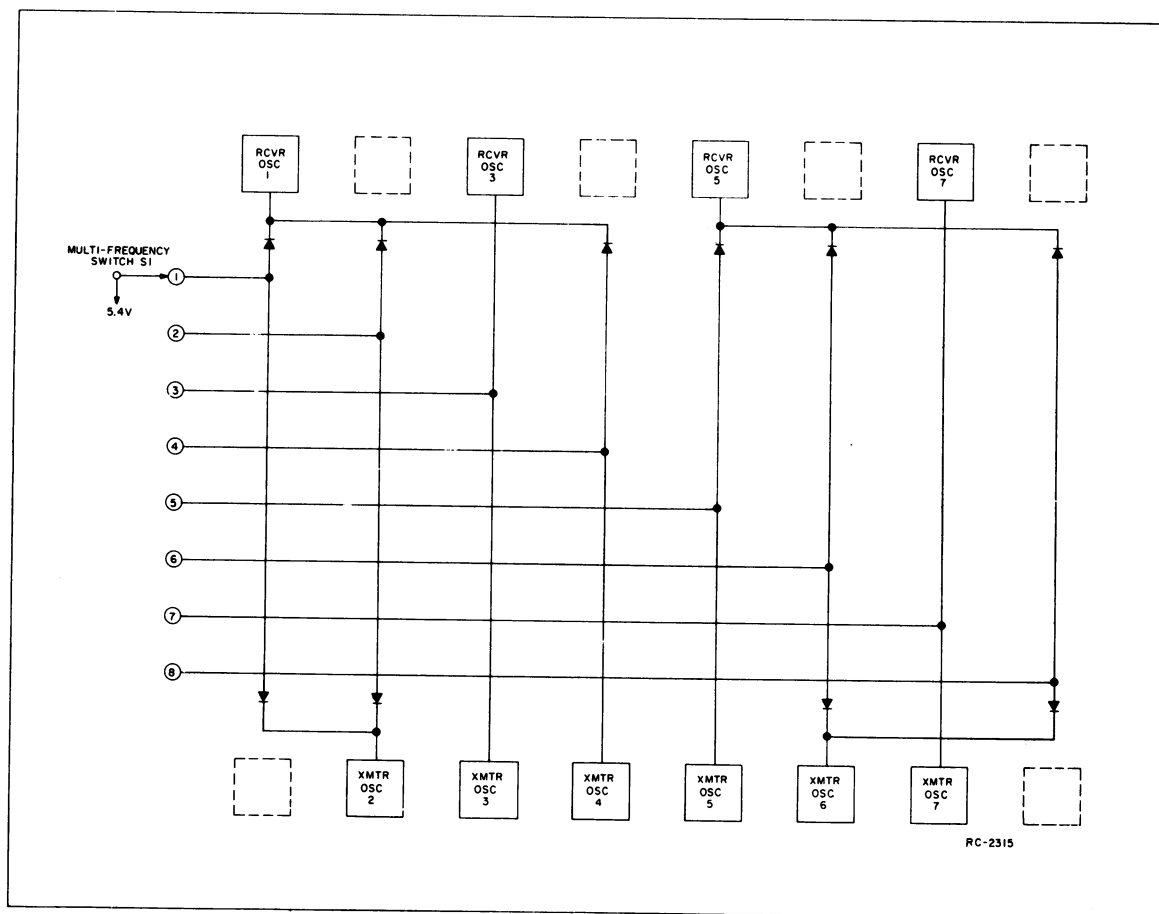 RCVR
OSC
1
RCVR
OSC
3
RCVR
OSC
5
RCVR
OSC
7
MULTI-FREQUENCY
SWITCH S1
5.4V
1
2
3
4
5
6
7
8
XMTR
OSC
2
XMTR
OSC
3
XMTR
OSC
4
XMTR
OSC
5
XMTR
OSC
6
XMTR
OSC
7
RC-2315